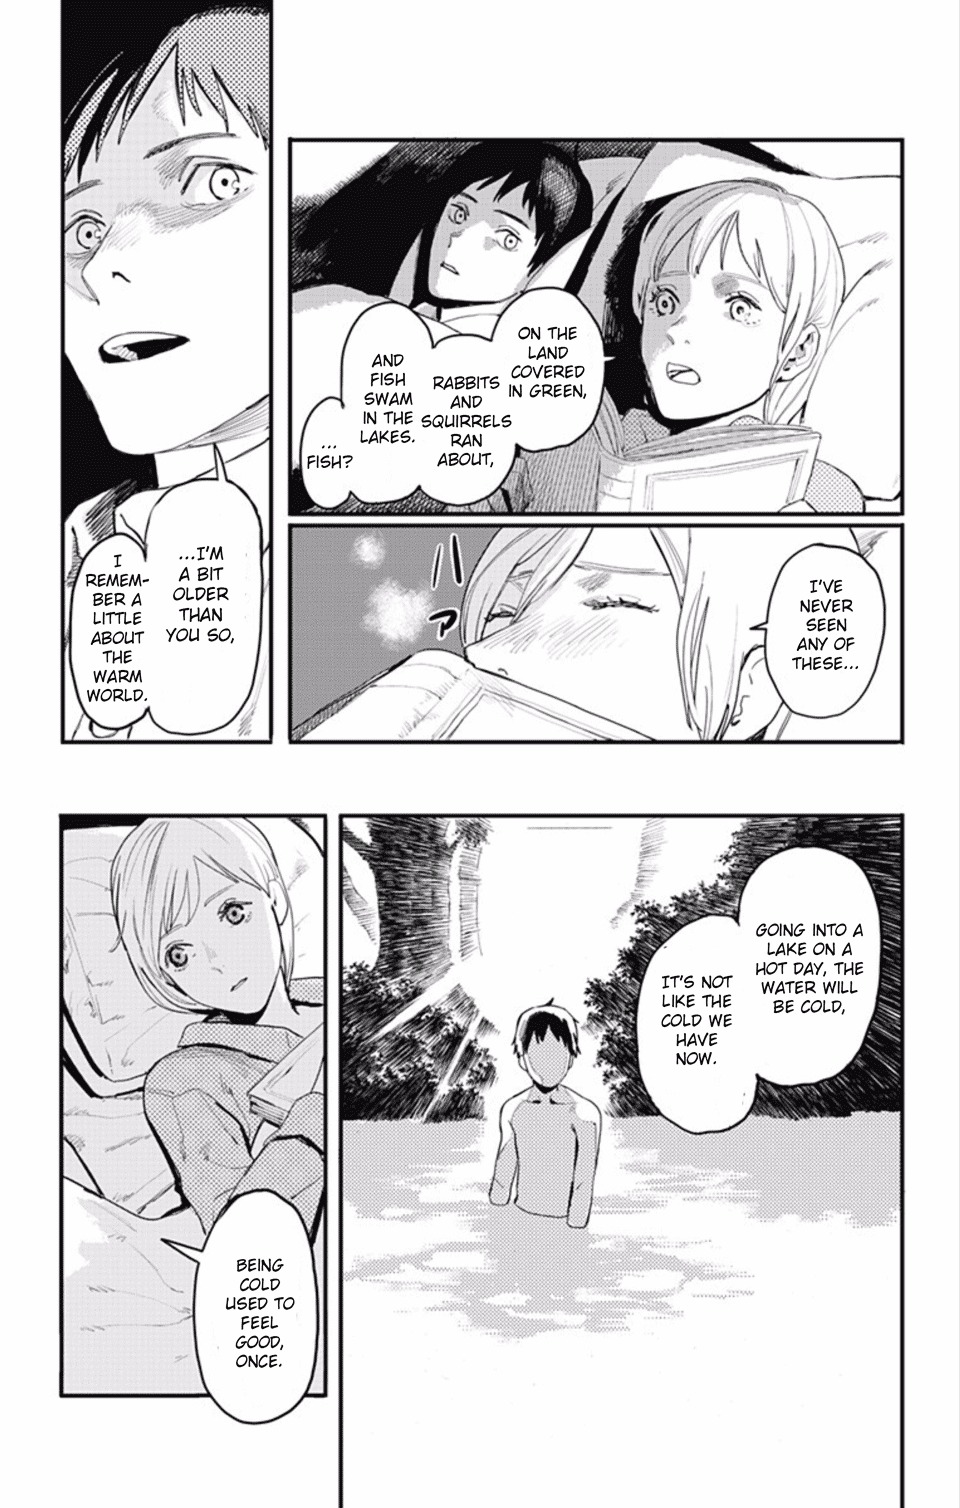 ON THE
LAND
COVERED
IN GREEN,
RABBITS
AND
SQUIRRELS
RAN
ABOUT,
AND
FISH
SWAM
IN THE
LAKES.
...
FISH?
I'VE
NEVER
SEEN
ANY OF
THESE...
...I'M
A BIT
OLDER
THAN
YOU SO,
I
REMEM-
BER A
LITTLE
ABOUT
THE
WARM
WORLD.
GOING INTO
A LAKE ON A
HOT DAY, THE
WATER WILL
BE COLD,
IT'S NOT
LIKE THE
COLD WE
HAVE
NOW.
BEING
COLD
USED TO
FEEL
GOOD,
ONCE.